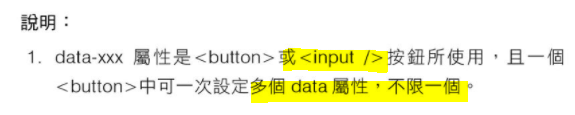 說明：
1. data-xxx 屬性是<button>或<input />按鈕所使用，且一個
<button>中可一次設定多個 data 屬性，不限一個。